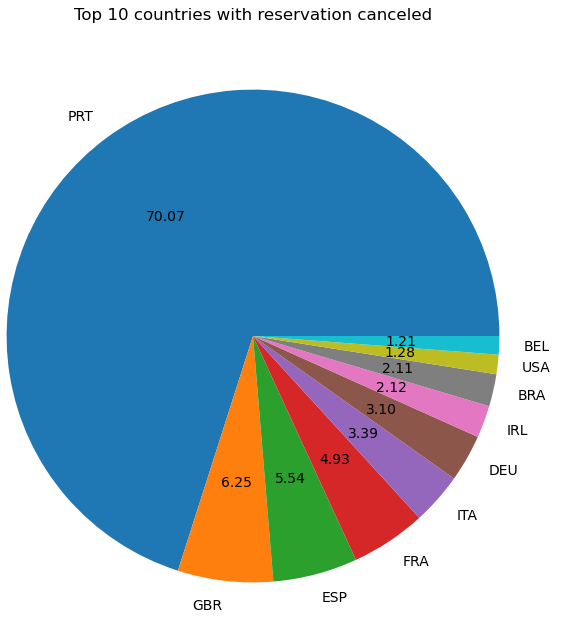 Top 10 countries with reservation canceled
PRT
70.07
1.21
BEL
1.28
USA
2.11
BRA
2.12
IRL
3.10
DEU
3.39
ITA
4.93
FRA
5.54
ESP
6.25
GBR